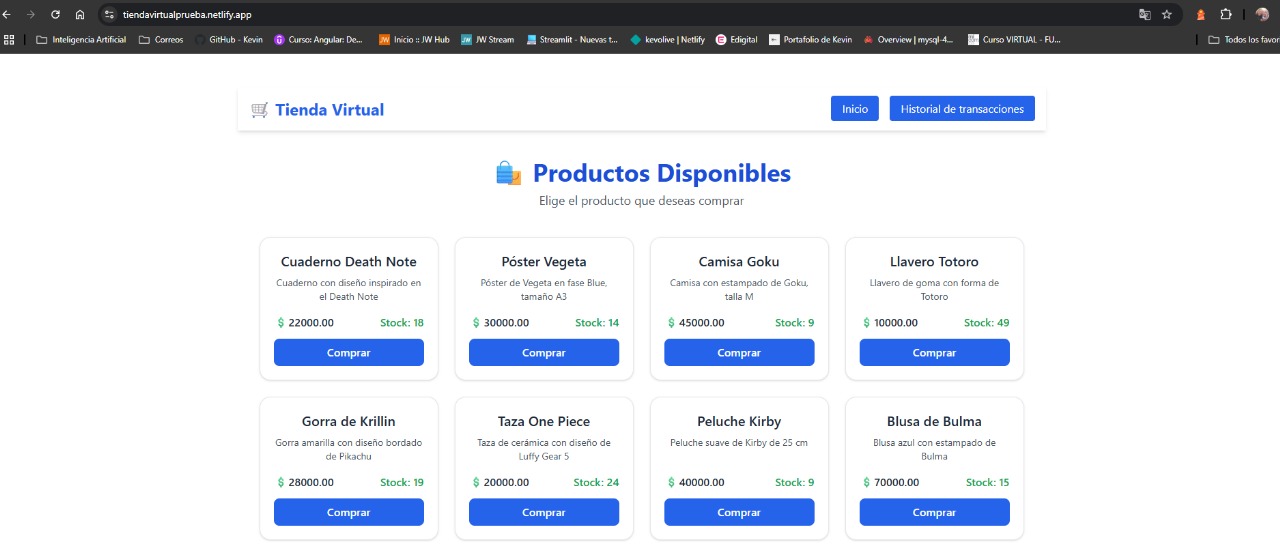 tiendavirtualprueba.netlify.app
Inteligencia Artificial Correos GitHub - Kevin Curso: Angular: De... Inicio :: JW Hub JW Stream Streamlit - Nuevas t... kevolive | Netlify Edigital Portafolio de Kevin Overview | mysql-4... Curso VIRTUAL - FU... Todos los favor
Tienda Virtual Inicio Historial de transacciones
Productos Disponibles
Elige el producto que deseas comprar
Cuaderno Death Note
Cuaderno con diseño inspirado en
el Death Note
$ 22000.00 Stock: 18
Comprar
Póster Vegeta
Póster de Vegeta en fase Blue,
tamaño A3
$ 30000.00 Stock: 14
Comprar
Camisa Goku
Camisa con estampado de Goku,
talla M
$ 45000.00 Stock: 9
Comprar
Llavero Totoro
Llavero de goma con forma de
Totoro
$ 10000.00 Stock: 49
Comprar
Gorra de Krillin
Gorra amarilla con diseño bordado
de Pikachu
$ 28000.00 Stock: 19
Comprar
Taza One Piece
Taza de cerámica con diseño de
Luffy Gear 5
$ 20000.00 Stock: 24
Comprar
Peluche Kirby
Peluche suave de Kirby de 25 cm
$ 40000.00 Stock: 9
Comprar
Blusa de Bulma
Blusa azul con estampado de
Bulma
$ 70000.00 Stock: 15
Comprar